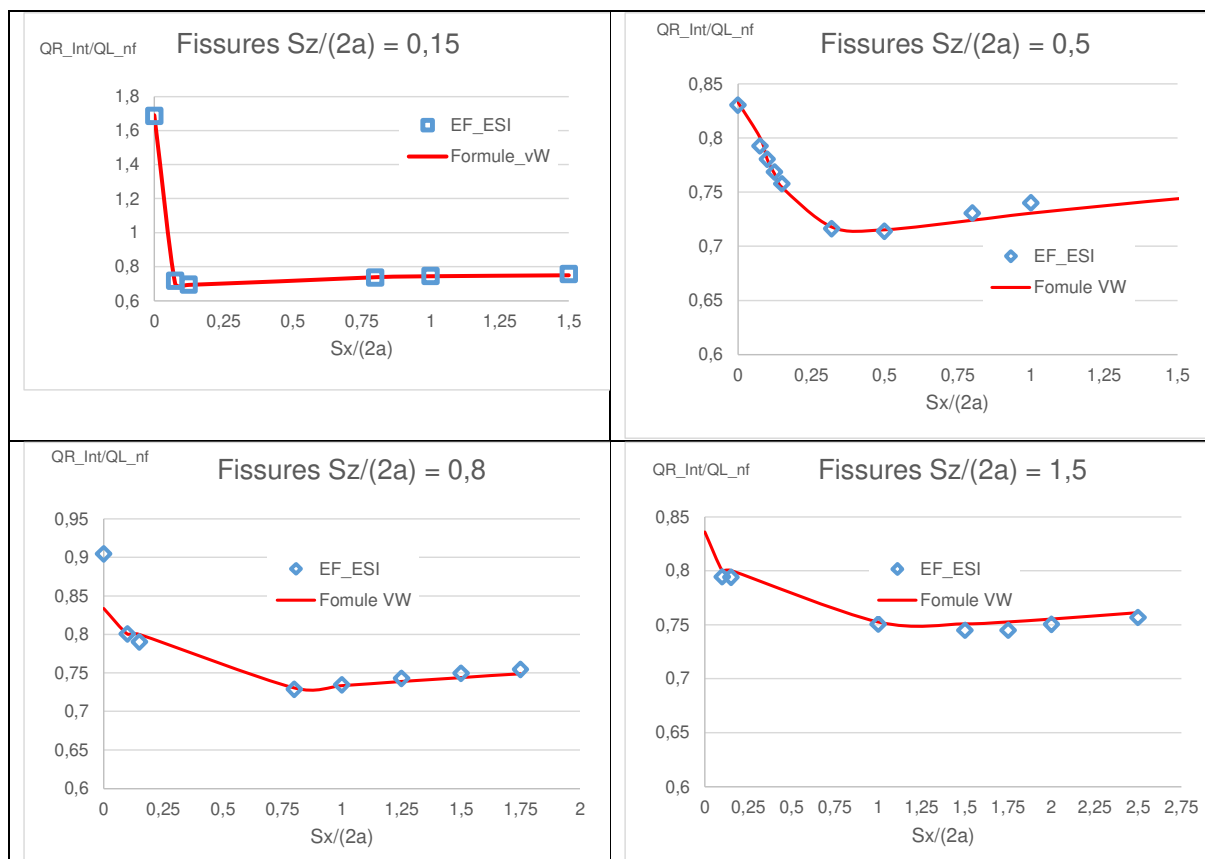 QR_Int/QL_nf
Fissures Sz/(2a) = 0,15
1,8
1,6
1,4
1,2
1
0,8
0,6
EF_ESI
Formule_vW
0 0,25 0,5 0,75 1 1,25 1,5
Sx/(2a)
QR_Int/QL_nf
Fissures Sz/(2a) = 0,5
0,85
0,8
0,75
0,7
0,65
0,6
EF_ESI
Fomule VW
0 0,25 0,5 0,75 1 1,25 1,5
Sx/(2a)
QR_Int/QL_nf
Fissures Sz/(2a) = 0,8
0,95
0,9
0,85
0,8
0,75
0,7
0,65
0,6
EF_ESI
Fomule VW
0 0,25 0,5 0,75 1 1,25 1,5 1,75 2
Sx/(2a)
QR_Int/QL_nf
Fissures Sz/(2a) = 1,5
0,85
0,8
0,75
0,7
0,65
0,6
EF_ESI
Fomule VW
0 0,25 0,5 0,75 1 1,25 1,5 1,75 2 2,25 2,5 2,75
Sx/(2a)